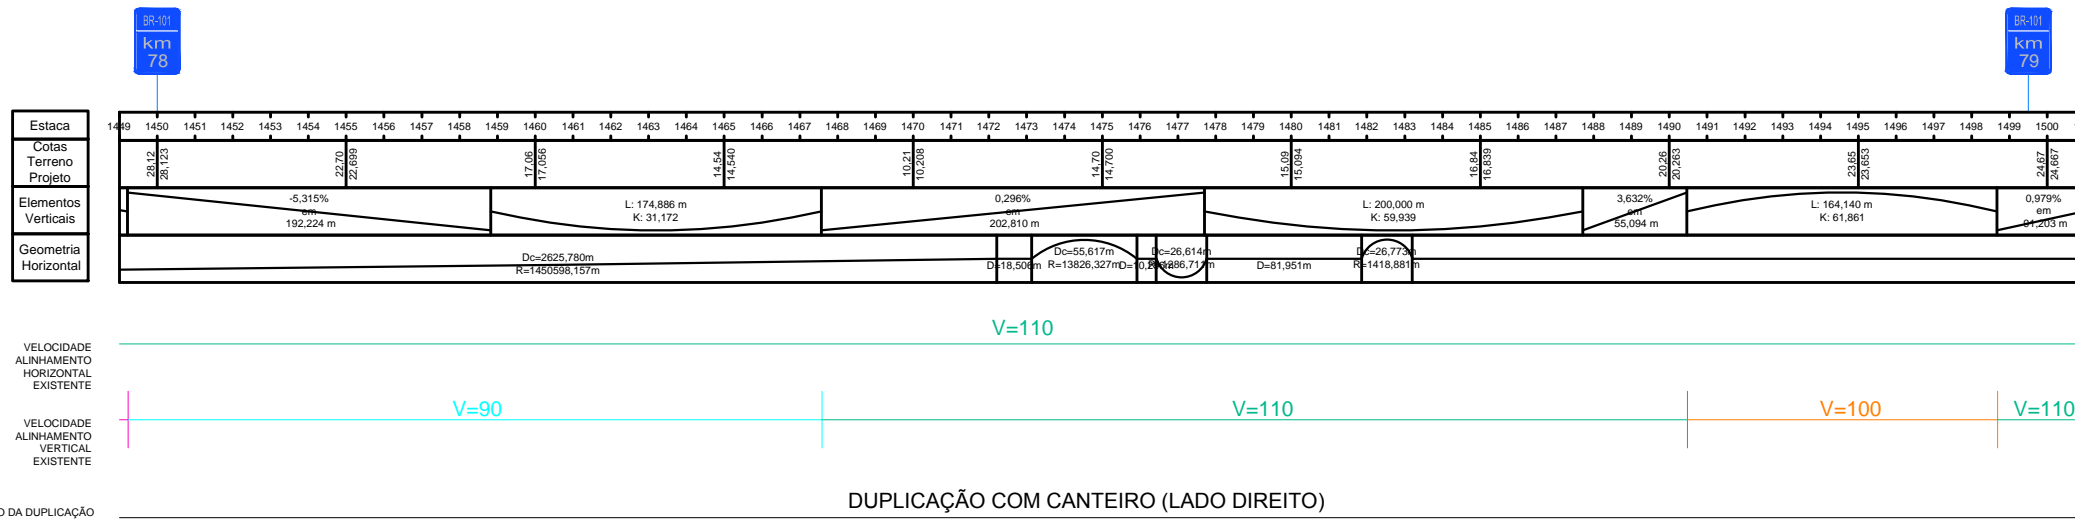 BR-101
km
78
BR-101
km
79
Estaca
1449 1450 1451 1452 1453 1454 1455 1456 1457 1458 1459 1460 1461 1462 1463 1464 1465 1466 1467 1468 1469 1470 1471 1472 1473 1474 1475 1476 1477 1478 1479 1480 1481 1482 1483 1484 1485 1486 1487 1488 1489 1490 1491 1492 1493 1494 1495 1496 1497 1498 1499 1500
Cotas
Terreno
Projeto
28,12
28,123
22,70
22,699
17,06
17,056
14,54
14,540
10,21
10,208
14,70
14,700
15,09
15,094
16,84
16,839
20,26
20,263
23,65
23,653
24,67
24,667
Elementos
Verticais
-5,315%
em
192,224 m
L: 174,886 m
K: 31,172
0,296%
em
202,810 m
L: 200,000 m
K: 59,939
3,632%
em
55,094 m
L: 164,140 m
K: 61,861
0,979%
em
91,203 m
Geometria
Horizontal
Dc=2625,780m
R=1450598,157m
D=18,506m
Dc=55,617m
R=13826,327m
Dc=26,614m
D=81,951m
Dc=26,773m
R=1418,881m
V=110
VELOCIDADE
ALINHAMENTO
HORIZONTAL
EXISTENTE
V=90
V=110
V=100
V=110
VELOCIDADE
ALINHAMENTO
VERTICAL
EXISTENTE
DUPLICAÇÃO COM CANTEIRO (LADO DIREITO)
O DA DUPLICAÇÃO